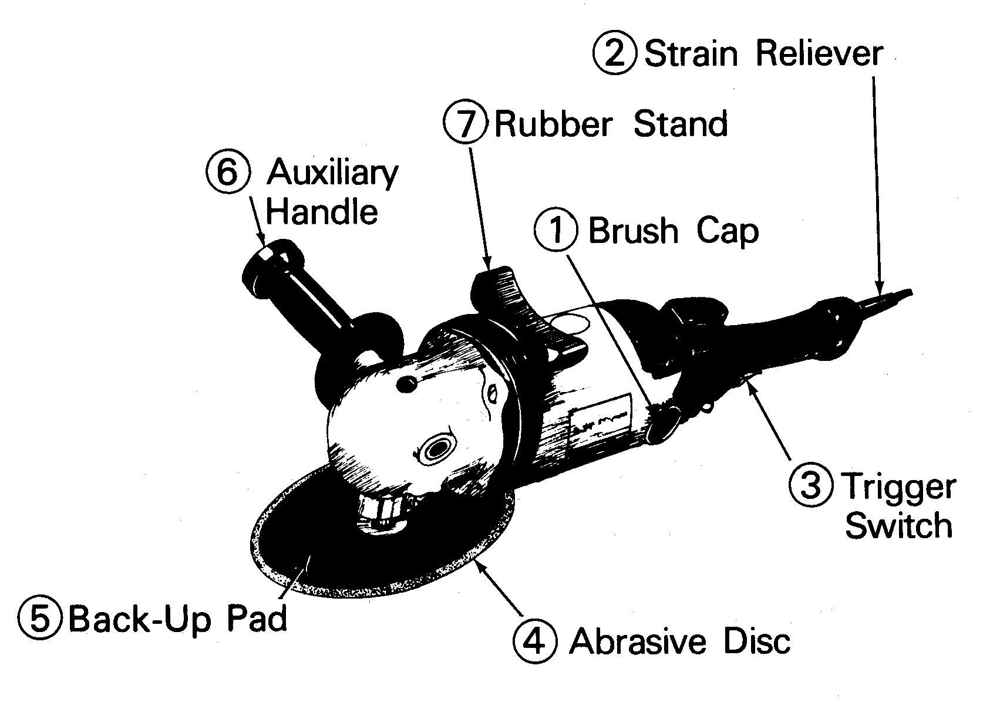 ② Strain Reliever
⑦ Rubber Stand
⑥ Auxiliary
Handle
① Brush Cap
③ Trigger
Switch
⑤ Back-Up Pad
④ Abrasive Disc